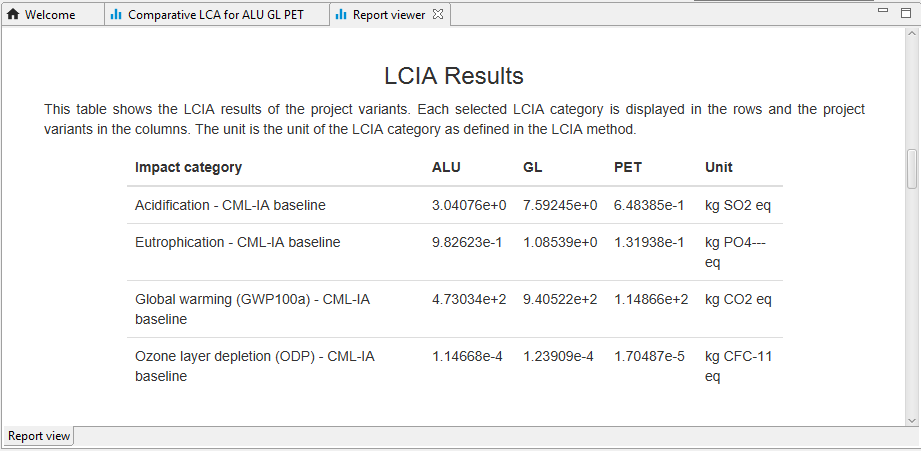 Welcome
Comparative LCA for ALU GL PET
Report viewer
LCIA Results
This table shows the LCIA results of the project variants. Each selected LCIA category is displayed in the rows and the project
variants in the columns. The unit is the unit of the LCIA category as defined in the LCIA method.
Impact category ALU GL PET Unit
Acidification - CML-IA baseline 3.04076e+0 7.59245e+0 6.48385e-1 kg SO2 eq
Eutrophication - CML-IA baseline 9.82623e-1 1.08539e+0 1.31938e-1 kg PO4---
eq
Global warming (GWP100a) - CML-IA 4.73034e+2 9.40522e+2 1.14866e+2 kg CO2 eq
baseline
Ozone layer depletion (ODP) - CML-IA 1.14668e-4 1.23909e-4 1.70487e-5 kg CFC-11
baseline eq
Report view